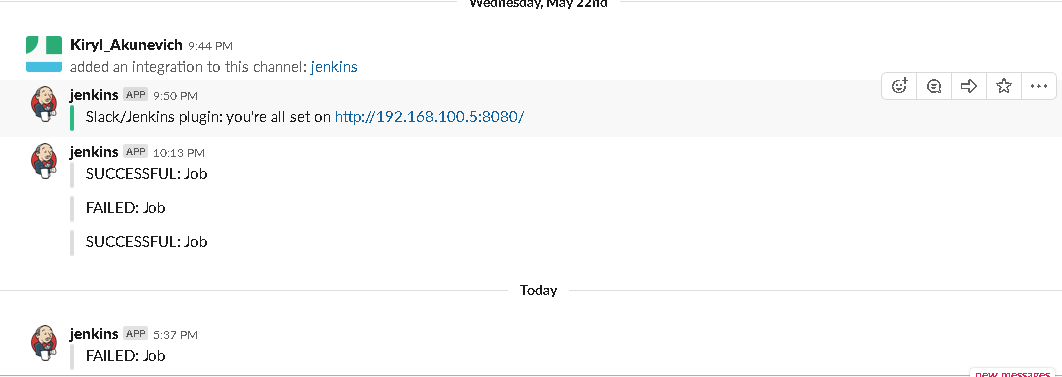 Wednesday, May 22nd
Kiryl_Akunevich 9:44 PM
added an integration to this channel: jenkins
jenkins APP 9:50 PM
Slack/Jenkins plugin: you're all set on http://192.168.100.5:8080/
jenkins APP 10:13 PM
SUCCESSFUL: Job
FAILED: Job
SUCCESSFUL: Job
Today
jenkins APP 5:37 PM
FAILED: Job
new messages